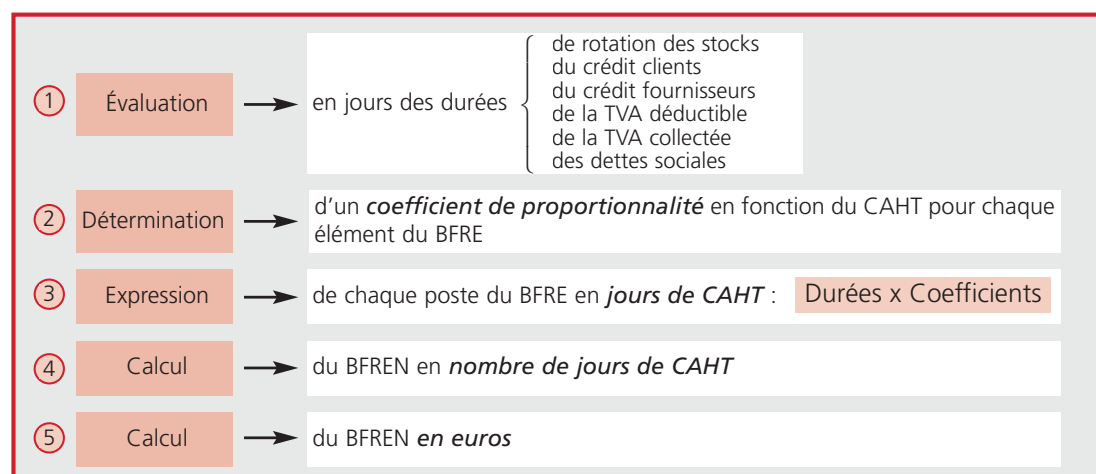 1 Évaluation en jours des durées
de rotation des stocks
du crédit clients
du crédit fournisseurs
de la TVA déductible
de la TVA collectée
des dettes sociales
2 Détermination d’un coefficient de proportionnalité en fonction du CAHT pour chaque
élément du BFRE
3 Expression de chaque poste du BFRE en jours de CAHT : Durées x Coefficients
4 Calcul du BFREN en nombre de jours de CAHT
5 Calcul du BFREN en euros